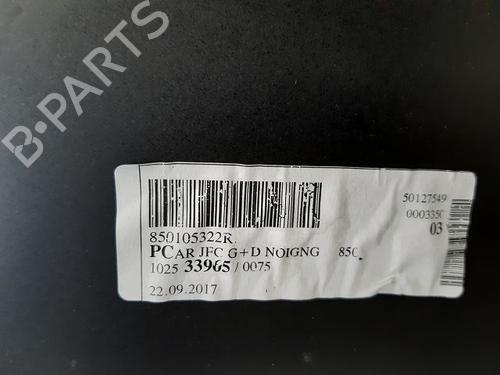 B-PARTS
850105322R
PCAR JFC G+D NOIGNG 850
1025 33965 / 0075
22.09.2017
50127549
0003350
03